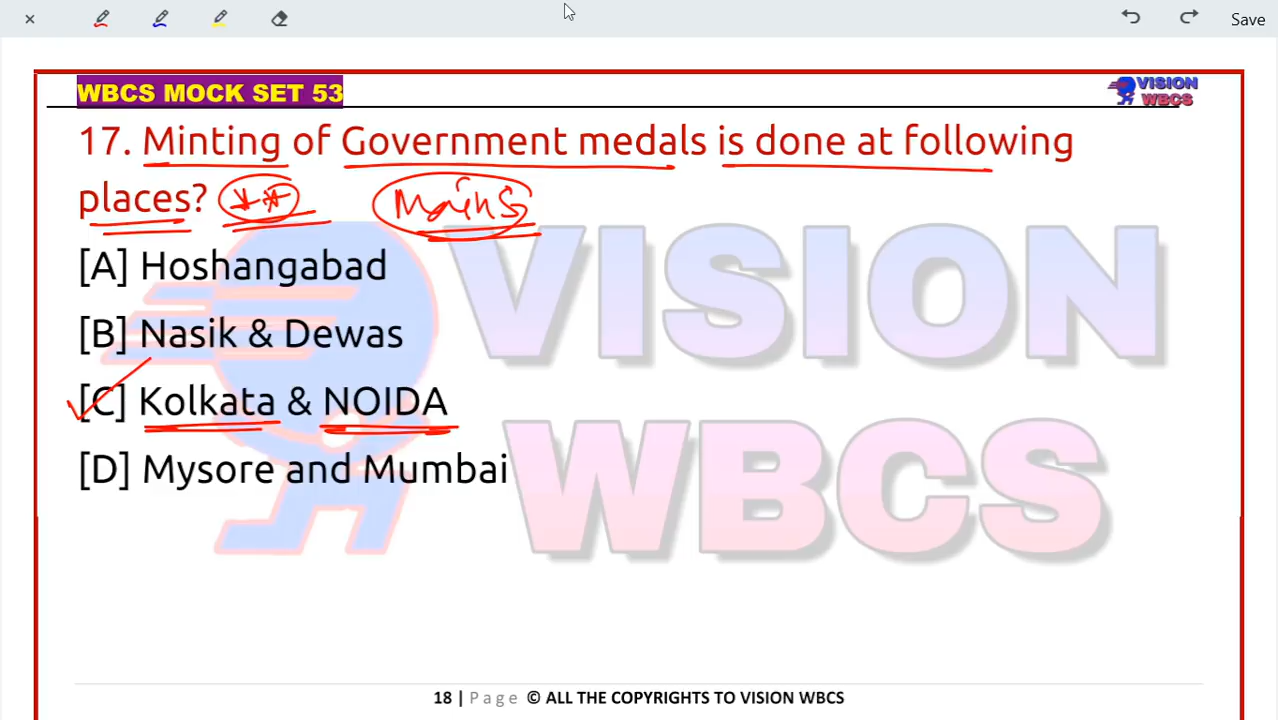 Save
WBCS MOCK SET 53
VISION
WBCS
17. Minting of Government medals is done at following
places? Mains
[A] Hoshangabad
[B] Nasik & Dewas
[C] Kolkata & NOIDA
[D] Mysore and Mumbai
VISION
WBCS
18 | Page © ALL THE COPYRIGHTS TO VISION WBCS